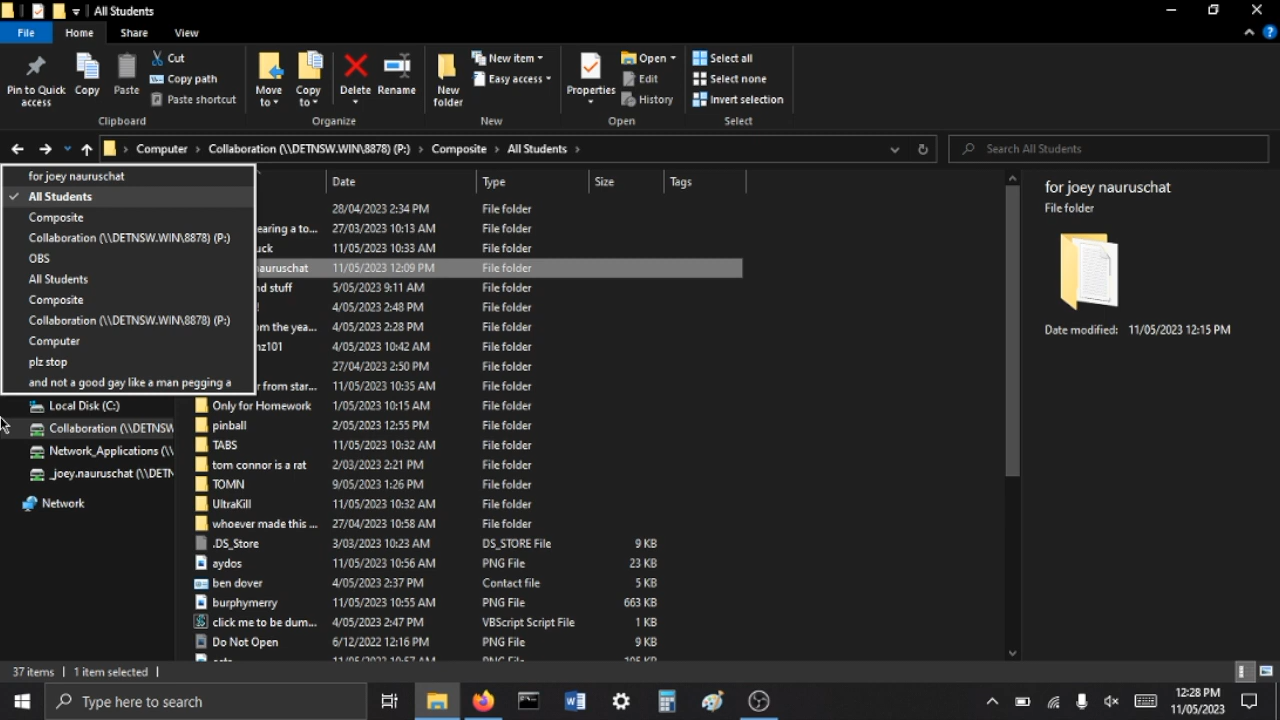 All Students
File Home Share View
Pin to Quick access
Copy
Paste
Cut
Copy path
Paste shortcut
Clipboard
Move to
Copy to
Delete
Rename
Organize
New folder
New item
Easy access
New
Properties
Open
Edit
History
Open
Select all
Select none
Invert selection
Select
Computer Collaboration (\\DETNSW.WIN\8878) (P:) Composite All Students
Search All Students
for joey nauruschat
All Students
Composite
Collaboration (\\DETNSW.WIN\8878) (P:)
OBS
All Students
Composite
Collaboration (\\DETNSW.WIN\8878) (P:)
Computer
plz stop
and not a good gay like a man pegging a
Local Disk (C:)
Collaboration (\\DETNSW
Network_Applications (\\
_joey.nauruschat (\\DETN
Network
Date Type Size Tags
28/04/2023 2:34 PM File folder
earing a to... 27/03/2023 10:13 AM File folder
uck 11/05/2023 10:33 AM File folder
nauruschat 11/05/2023 12:09 PM File folder
nd stuff 5/05/2023 9:11 AM File folder
! 4/05/2023 2:48 PM File folder
om the yea... 4/05/2023 2:28 PM File folder
nz101 4/05/2023 10:42 AM File folder
27/04/2023 2:50 PM File folder
er from star... 11/05/2023 10:35 AM File folder
Only for Homework 1/05/2023 10:15 AM File folder
pinball 2/05/2023 12:55 PM File folder
TABS 11/05/2023 10:32 AM File folder
tom connor is a rat 2/03/2023 2:21 PM File folder
TOMN 9/05/2023 1:26 PM File folder
UltraKill 11/05/2023 10:32 AM File folder
whoever made this ... 27/04/2023 10:58 AM File folder
.DS_Store 3/03/2023 10:23 AM DS_STORE File 9 KB
aydos 11/05/2023 10:56 AM PNG File 23 KB
ben dover 4/05/2023 2:37 PM Contact file 5 KB
burphymerry 11/05/2023 10:55 AM PNG File 663 KB
click me to be dum... 4/05/2023 2:47 PM VBScript Script File 1 KB
Do Not Open 6/12/2022 12:16 PM PNG File 9 KB
for joey nauruschat
File folder
Date modified: 11/05/2023 12:15 PM
37 items 1 item selected
Type here to search
12:28 PM
11/05/2023